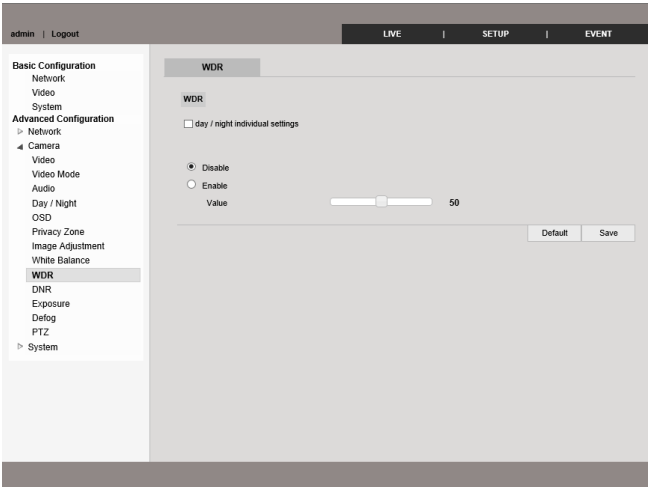 admin | Logout
LIVE | SETUP | EVENT
Basic Configuration
Network
Video
System
Advanced Configuration
Network
Camera
Video
Video Mode
Audio
Day / Night
OSD
Privacy Zone
Image Adjustment
White Balance
WDR
DNR
Exposure
Defog
PTZ
System
WDR
WDR
day / night individual settings
Disable
Enable
Value 50
Default Save